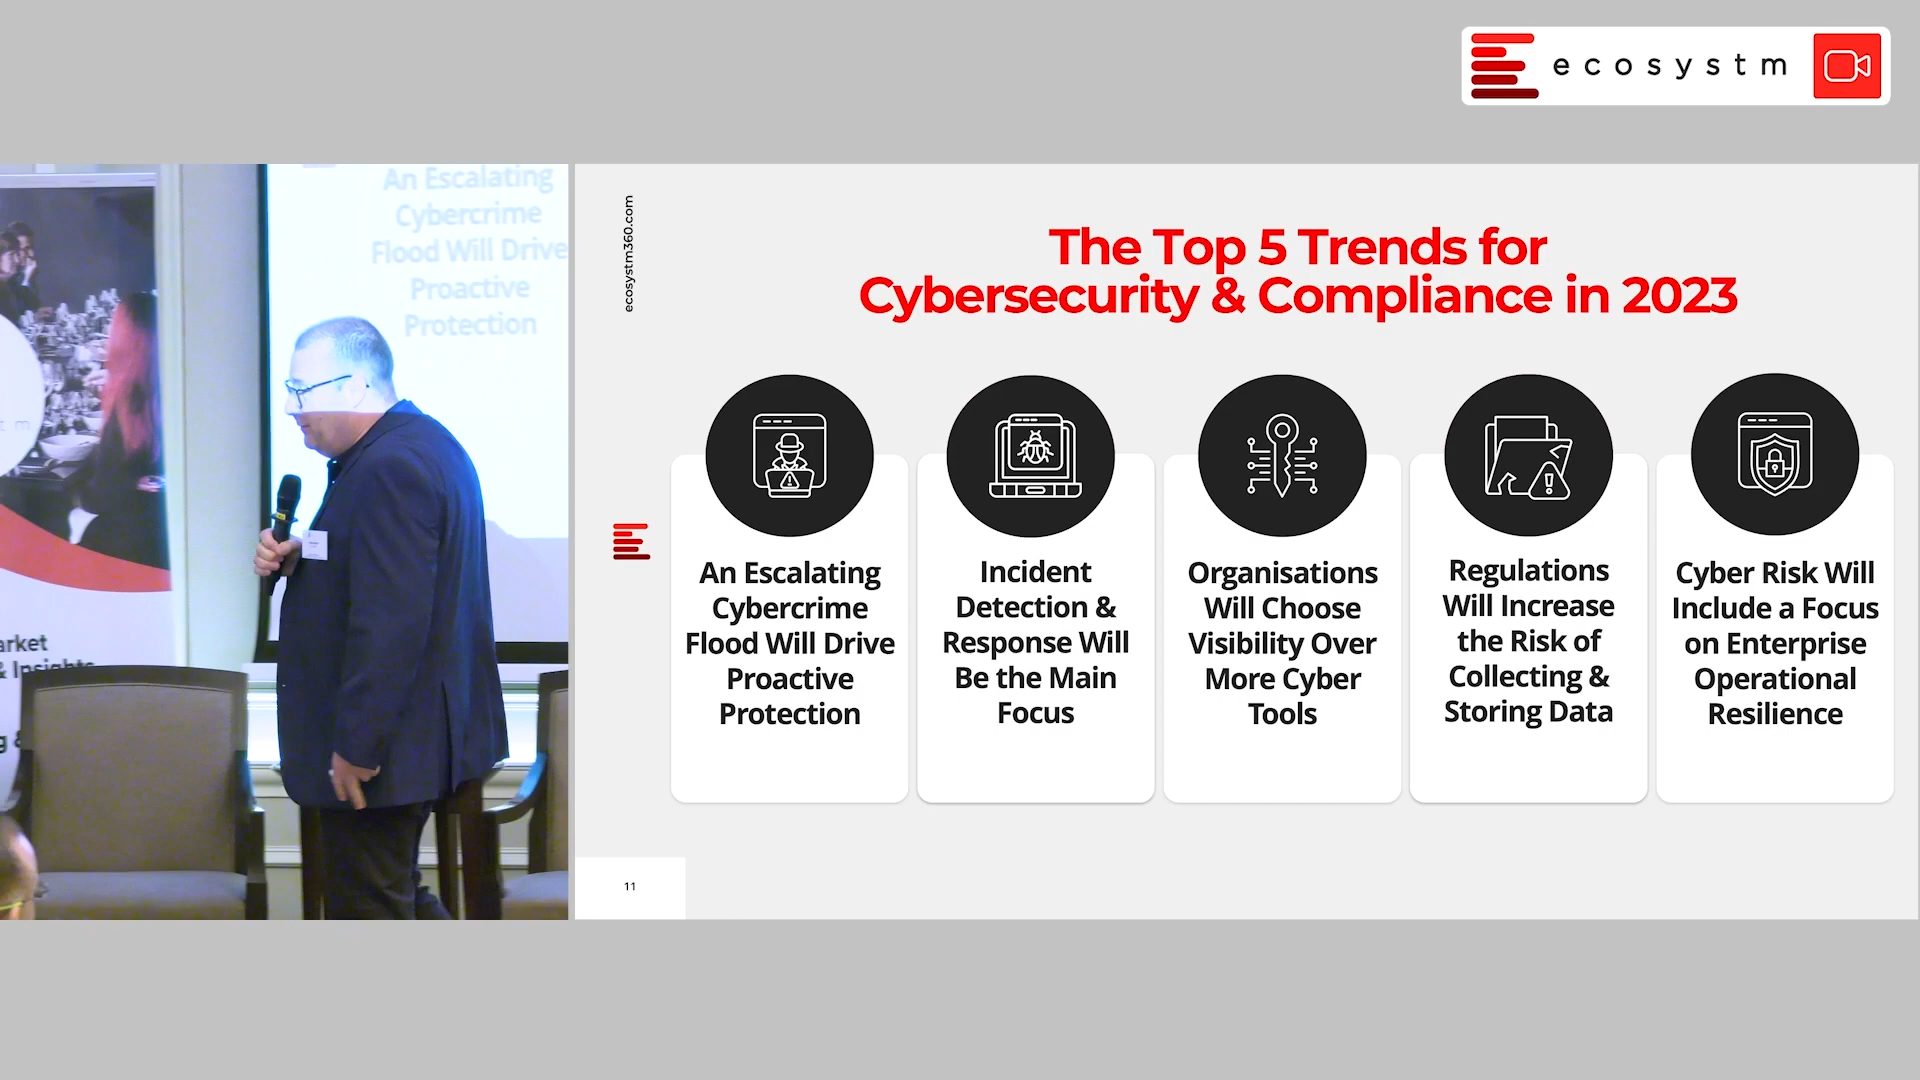 ecosystm
An Escalating
Cybercrime
Flood Will Drive
Proactive
Protection
arket
& Insights
ecosystm360.com
The Top 5 Trends for
Cybersecurity & Compliance in 2023
An Escalating
Cybercrime
Flood Will Drive
Proactive
Protection
Incident
Detection &
Response Will
Be the Main
Focus
Organisations
Will Choose
Visibility Over
More Cyber
Tools
Regulations
Will Increase
the Risk of
Collecting &
Storing Data
Cyber Risk Will
Include a Focus
on Enterprise
Operational
Resilience
11